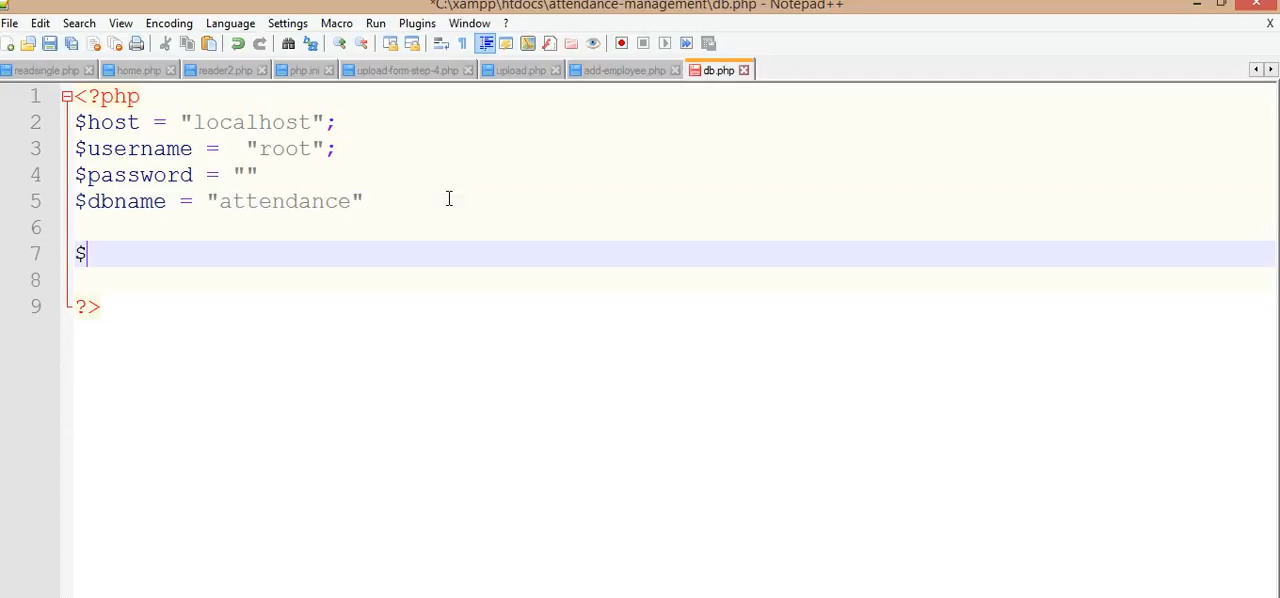 *C:\xampp\htdocs\attendance-management\db.php - Notepad++
File Edit Search View Encoding Language Settings Macro Run Plugins Window ? X
readsingle.php home.php reader2.php php.ini upload-form-step-4.php upload.php add-employee.php db.php
1 <?php
2 $host = "localhost";
3 $username =  "root";
4 $password = ""
5 $dbname = "attendance"
6
7 $
8
9 ?>